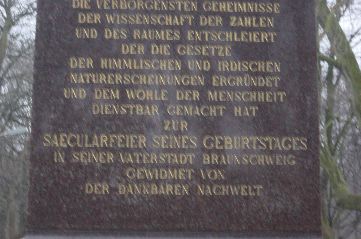 DIE VERBORGENSTEN GEHEIMNISSE
DER WISSENSCHAFT DER ZAHLEN
UND DES RAUMES ENTSCHLEIERT
DER DIE GESETZE
DER HIMMLISCHEN UND IRDISCHEN
NATURERSCHEINUNGEN ERGRÜNDET
UND DEM WOHLE DER MENSCHHEIT
DIENSTBAR GEMACHT HAT
ZUR
SAECULARFEIER SEINES GEBURTSTAGES
IN SEINER VATERSTADT BRAUNSCHWEIG
GEWIDMET VON
DER DANKBAREN NACHWELT